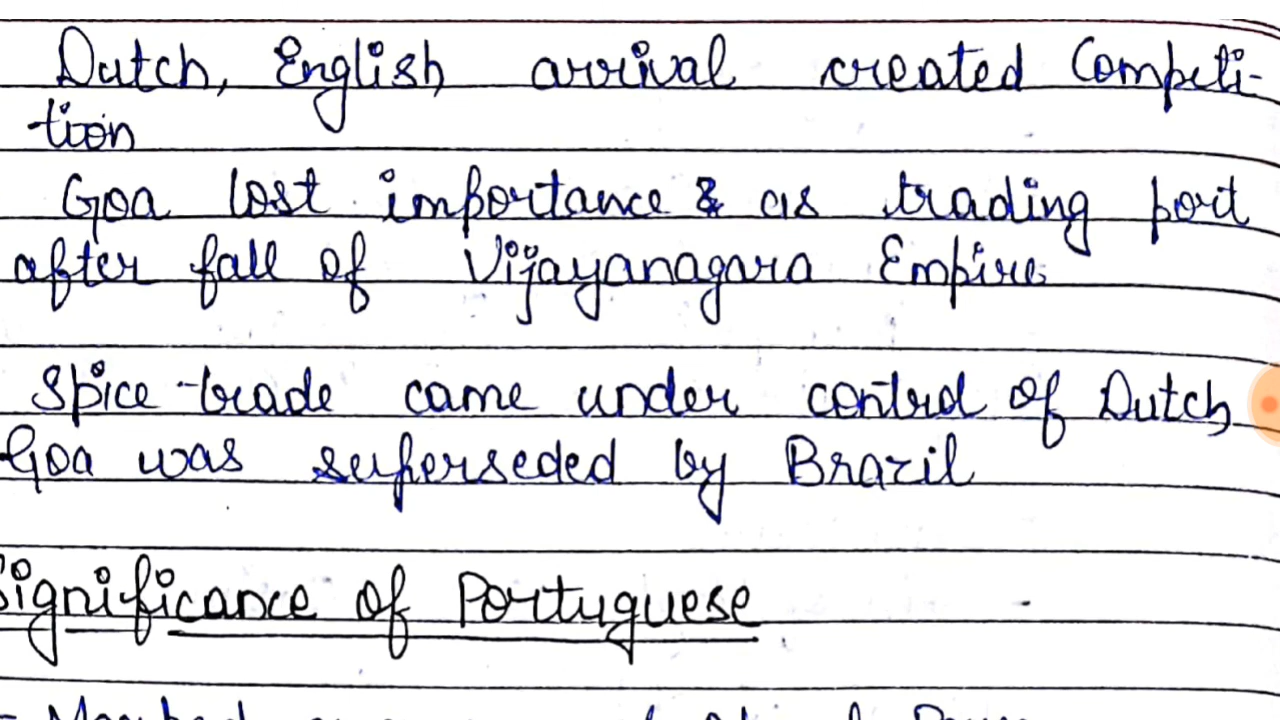 Dutch, English arrival created Competi-
tion
Goa lost importance & as trading port
after fall of Vijayanagara Empire
Spice trade came under control of Dutch
Goa was superseded by Brazil
Significance of Portuguese